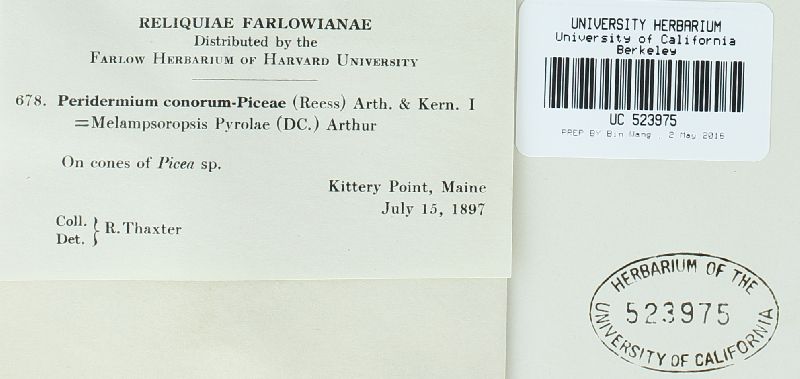 RELIQUIAE FARLOWIANAE
Distributed by the
FARLOW HERBARIUM OF HARVARD UNIVERSITY
678. Peridermium conorum-Piceae (Reess) Arth. & Kern. I
=Melampsoropsis Pyrolae (DC.) Arthur
On cones of Picea sp.
Kittery Point, Maine
July 15, 1897
Coll. } R. Thaxter
Det.
UNIVERSITY HERBARIUM
University of California
Berkeley
UC 523975
PREP BY Bin Wang 2 May 2016
HERBARIUM OF THE
523975
UNIVERSITY OF CALIFORNIA